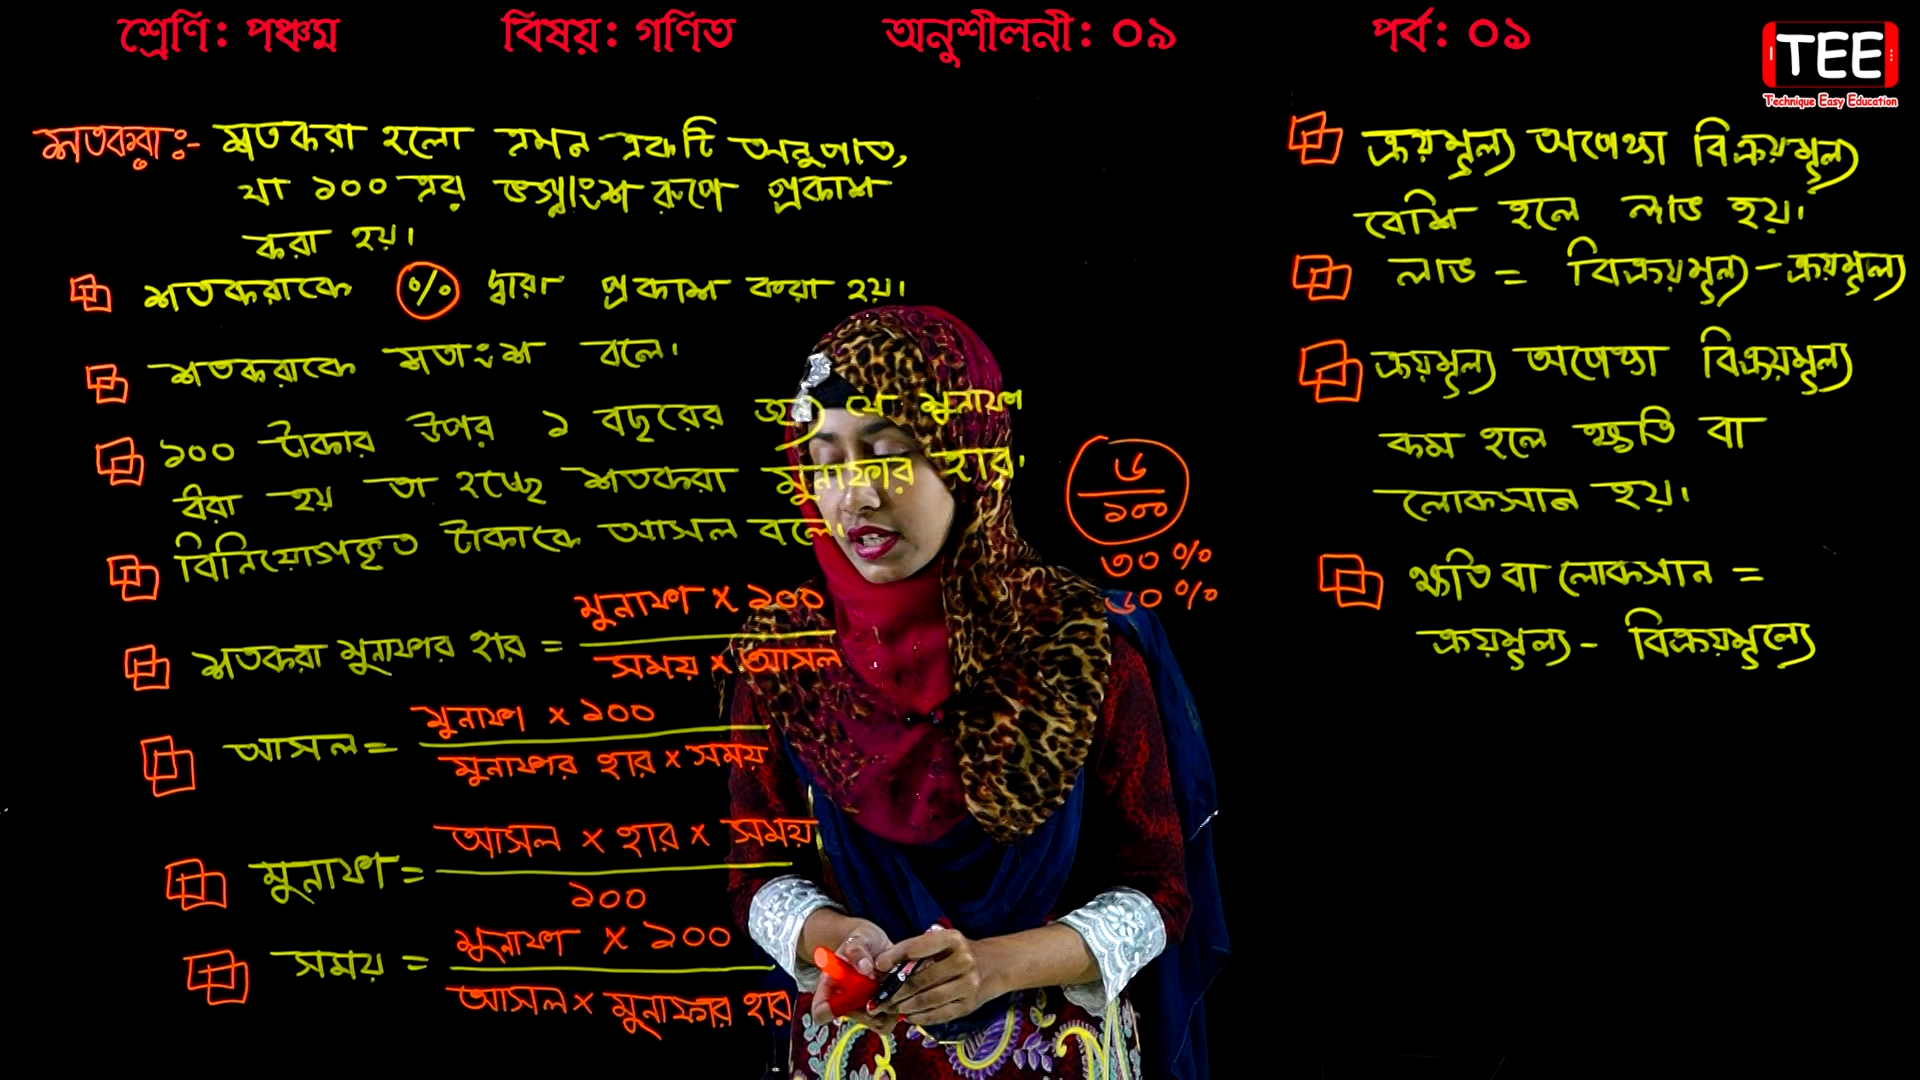 শ্রেণি: পঞ্চম বিষয়: গণিত অনুশীলনী: ০৯ পর্ব: ০১
TEE
Technique Easy Education
শতকরাঃ- শতকরা হলো এমন একটি অনুপাত,
যা ১০০ এর ভগ্নাংশ রুপে প্রকাশ
করা হয়।
শতকরাকে % দ্বারা প্রকাশ করা হয়।
শতকরাকে শতাংশ বলে।
১০০ টাকার উপর ১ বছরের জন্য যে মুনাফা
ধরা হয় তা হচ্ছে শতকরা মুনাফার হার।
বিনিয়োগকৃত টাকাকে আসল বলে।
শতকরা মুনাফার হার = মুনাফা x ১০০
সময় x আসল
আসল = মুনাফা x ১০০
মুনাফার হার x সময়
মুনাফা = আসল x হার x সময়
১০০
সময় = মুনাফা x ১০০
আসল x মুনাফার হার
৬
১০০
৩০%
৬০%
ক্রয়মূল্য অপেক্ষা বিক্রয়মূল্য
বেশি হলে লাভ হয়।
লাভ = বিক্রয়মূল্য - ক্রয়মূল্য
ক্রয়মূল্য অপেক্ষা বিক্রয়মূল্য
কম হলে ক্ষতি বা
লোকসান হয়।
ক্ষতি বা লোকসান =
ক্রয়মূল্য - বিক্রয়মূল্যে